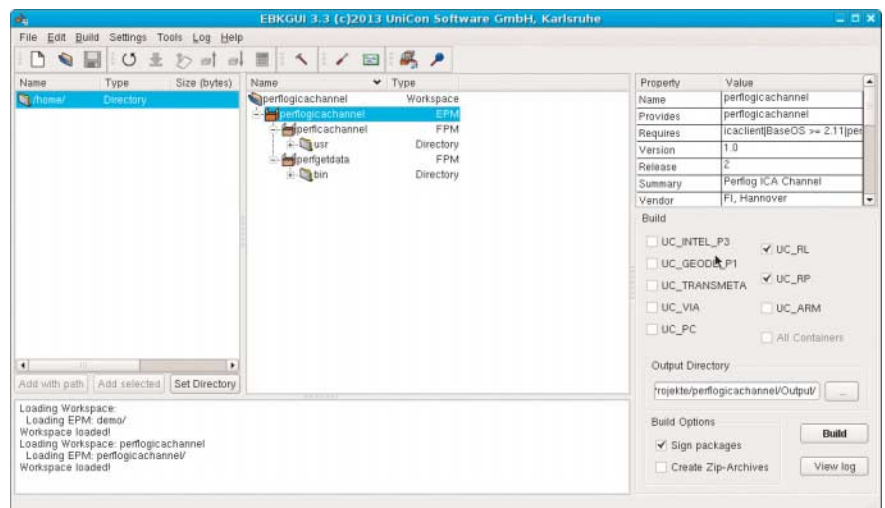 EBKGUI 3.3 (c)2013 UniCon Software GmbH, Karlsruhe
File Edit Build Settings Tools Log Help
Name Type Size (bytes)
/home/ Directory
Name Type
perflogicachannel Workspace
perflogicachannel EPM
perficachannel FPM
usr Directory
perfgetdata FPM
bin Directory
Property Value
Name perflogicachannel
Provides perflogicachannel
Requires icaclient|BaseOS >= 2.11|per
Version 1.0
Release 2
Summary Perflog ICA Channel
Vendor FI, Hannover
Build
UC_INTEL_P3
UC_RL
UC_GEODE_P1
UC_RP
UC_TRANSMETA
UC_VIA
UC_ARM
UC_PC
All Containers
Output Directory
rojekte/perflogicachannel/Output/ ...
Build Options
Sign packages
Build
Create Zip-Archives
View log
Add with path Add selected Set Directory
Loading Workspace:
Loading EPM: demo/
Workspace loaded!
Loading Workspace: perflogicachannel
Loading EPM: perflogicachannel/
Workspace loaded!